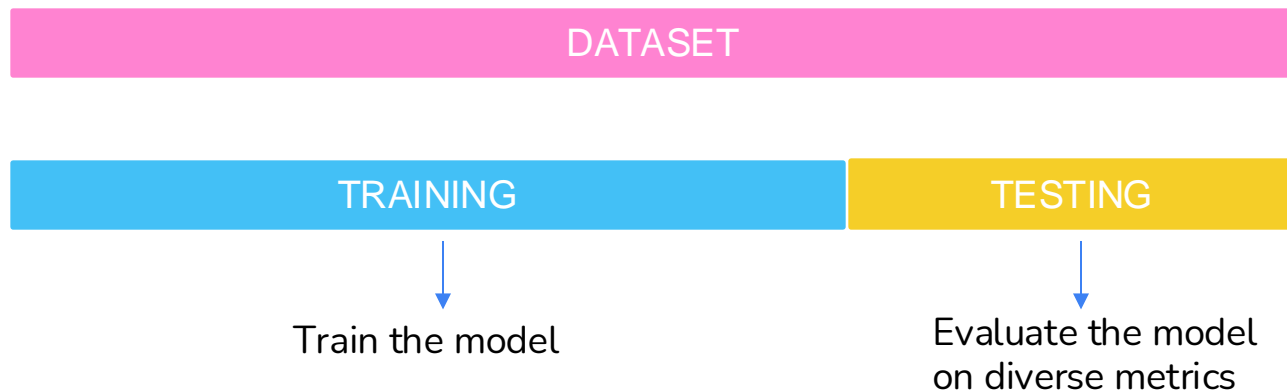 DATASET
TRAINING
TESTING
Train the model
Evaluate the model
on diverse metrics